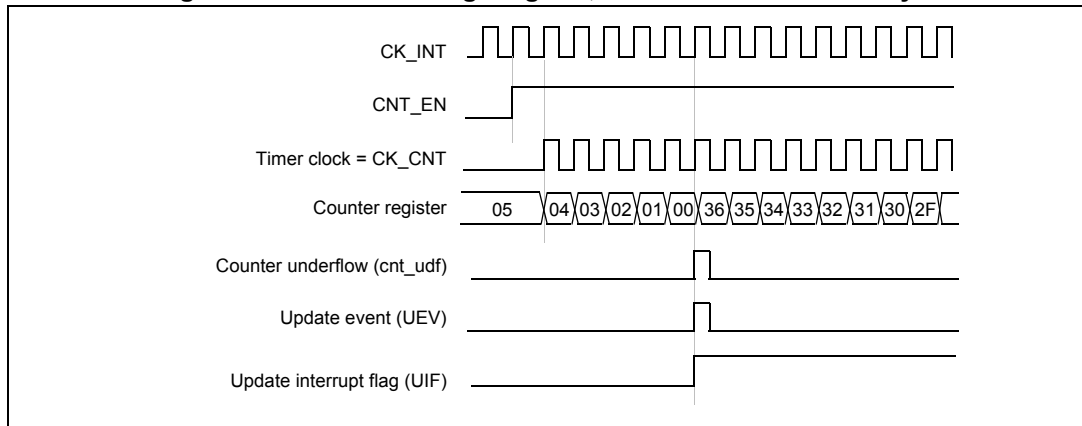 CK_INT
CNT_EN
Timer clock = CK_CNT
Counter register 05 04 03 02 01 00 36 35 34 33 32 31 30 2F
Counter underflow (cnt_udf)
Update event (UEV)
Update interrupt flag (UIF)